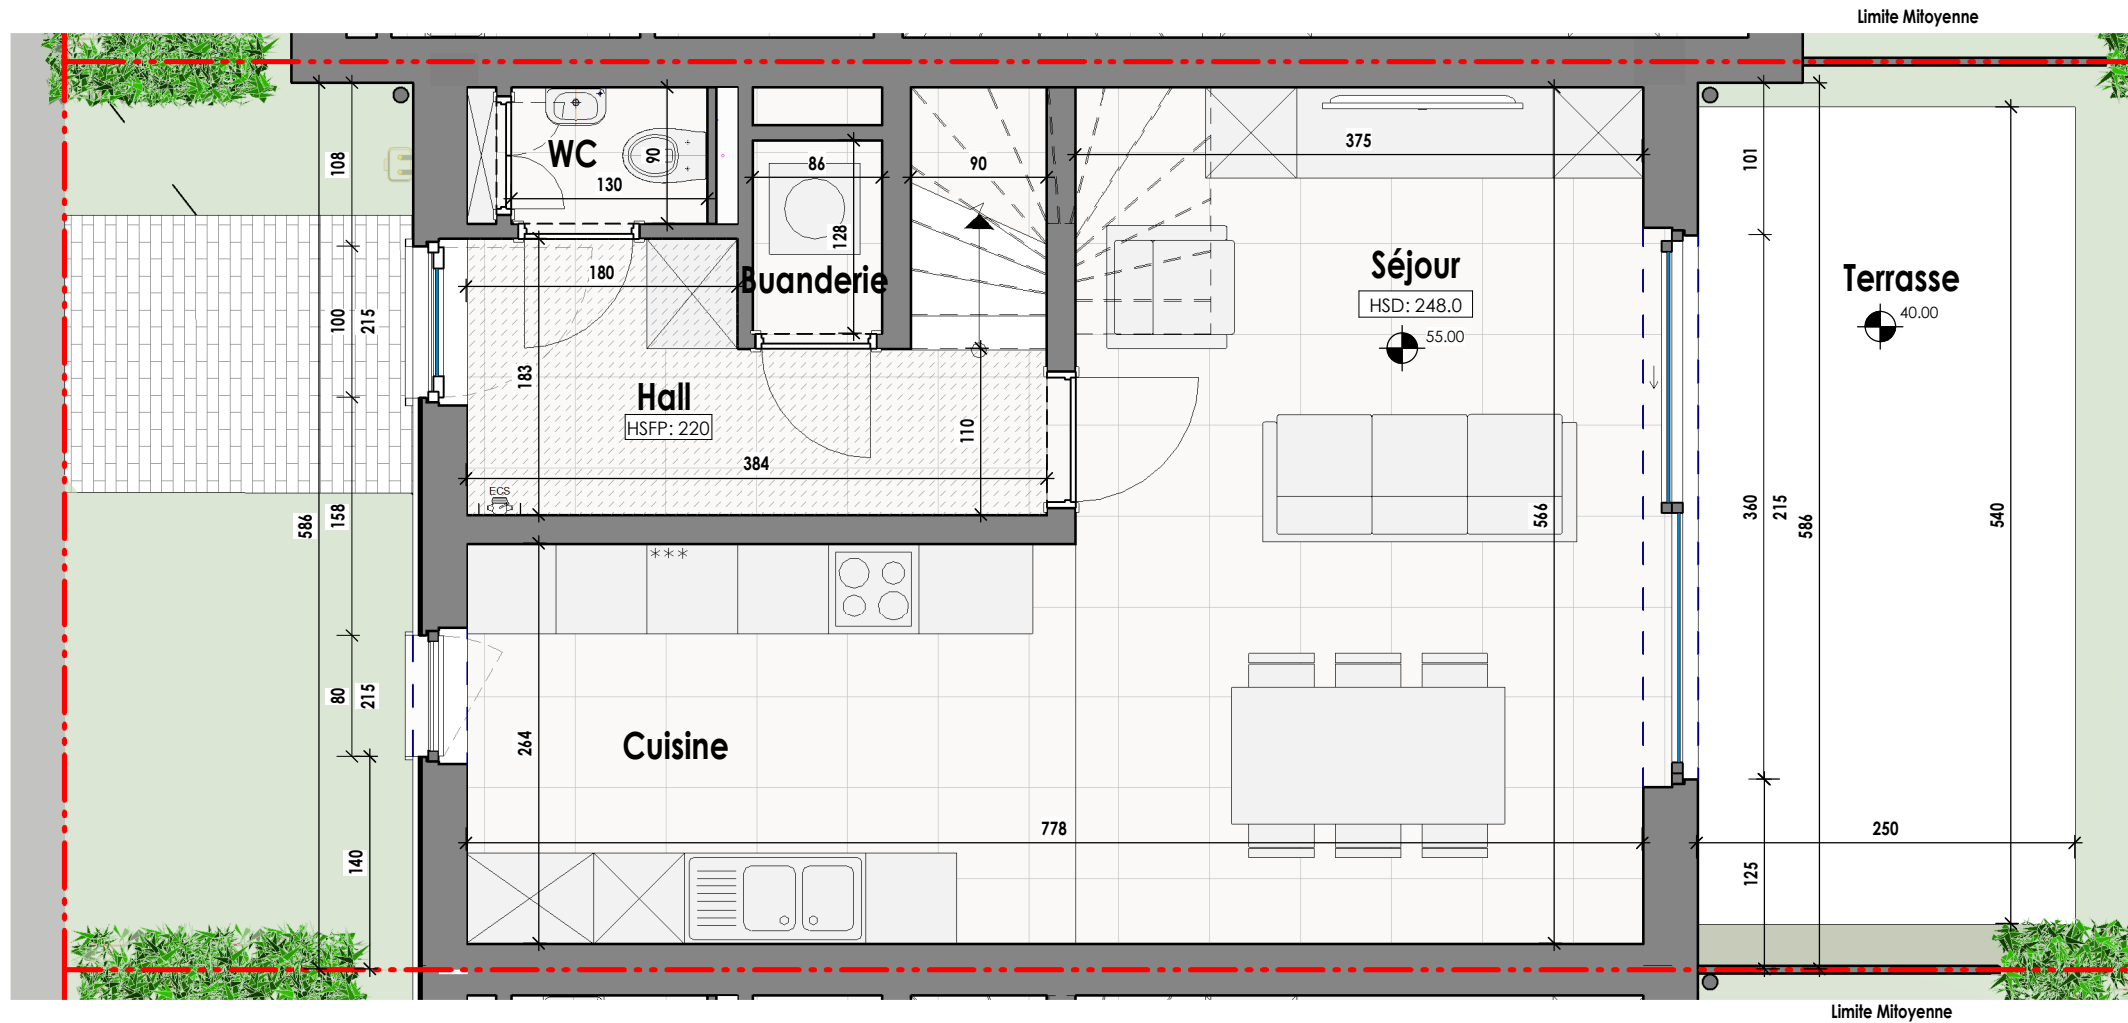 Limite Mitoyenne
WC
90
130
86
90
375
108
101
128
180
Buanderie
Séjour
HSD: 248.0
55.00
Terrasse
40.00
100
215
183
Hall
HSFP: 220
110
384
ECS
586
158
566
360
215
586
540
***
80
215
264
Cuisine
778
250
140
125
Limite Mitoyenne